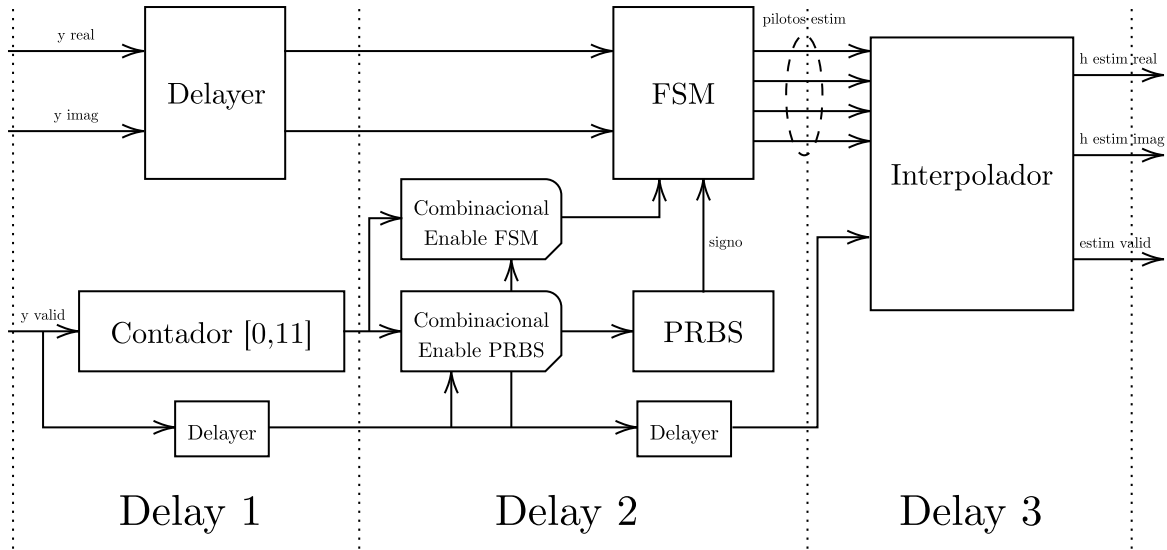 y real
y imag
Delayer
FSM
pilotos estim
Interpolador
h estim real
h estim imag
estim valid
Combinacional
Enable FSM
signo
y valid
Contador [0,11]
Combinacional
Enable PRBS
PRBS
Delayer
Delayer
Delay 1
Delay 2
Delay 3